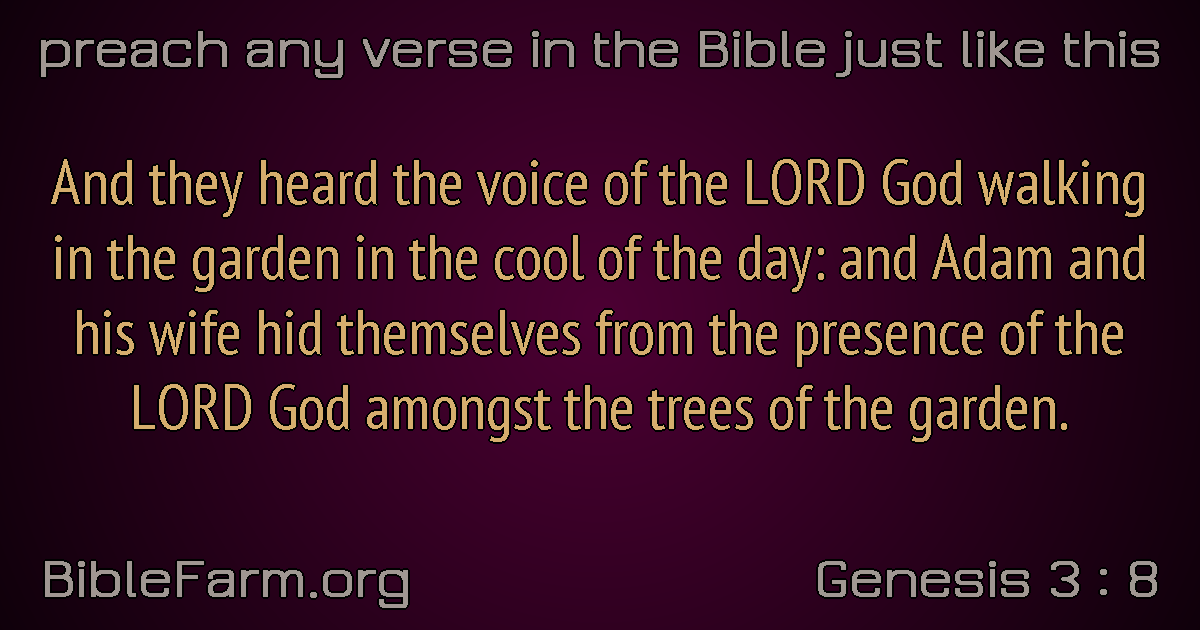 preach any verse in the Bible just like this
And they heard the voice of the LORD God walking
in the garden in the cool of the day: and Adam and
his wife hid themselves from the presence of the
LORD God amongst the trees of the garden.
BibleFarm.org
Genesis 3 : 8